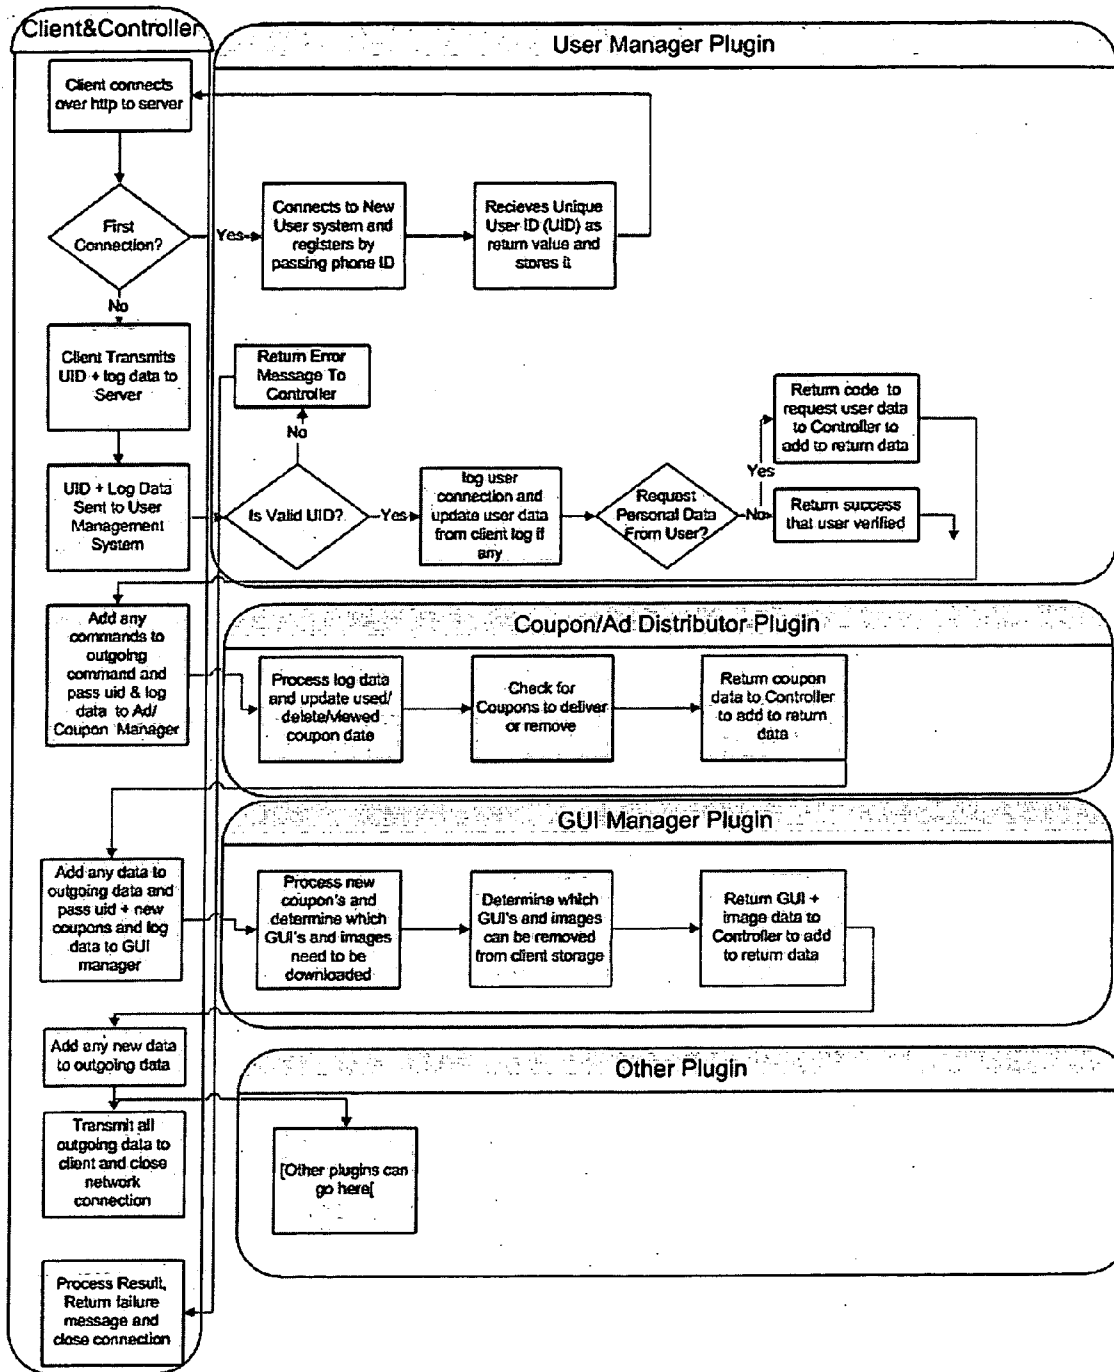 Client&Controller
User Manager Plugin
Client connects
over http to server
First
Connection?
Yes
Connects to New
User system and
registers by
passing phone ID
Recieves Unique
User ID (UID) as
return value and
stores it
No
Client Transmits
UID + log data to
Server
Return Error
Message To
Controller
No
Return code to
request user data
to Controller to
add to return data
Yes
UID + Log Data
Sent to User
Management
System
Is Valid UID?
Yes
log user
connection and
update user data
from client log if
any
Request
Personal Data
From User?
No
Return success
that user verified
Add any
commands to
outgoing
command and
pass uid & log
data to Ad/
Coupon Manager
Coupon/Ad Distributor Plugin
Process log data
and update used/
delete/viewed
coupon date
Check for
Coupons to deliver
or remove
Return coupon
data to Controller
to add to return
data
GUI Manager Plugin
Add any data to
outgoing data and
pass uid + new
coupons and log
data to GUI
manager
Process new
coupon's and
determine which
GUI's and images
need to be
downloaded
Determine which
GUI's and images
can be removed
from client storage
Return GUI +
image data to
Controller to add
to return data
Add any new data
to outgoing data
Other Plugin
Transmit all
outgoing data to
client and close
network
connection
[Other plugins can
go here[
Process Result,
Return failure
message and
close connection